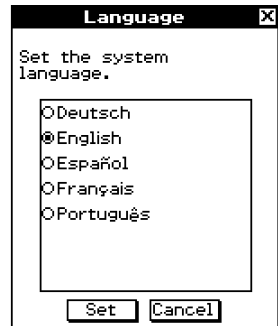 Language
Set the system
language.
Deutsch
English
Español
Français
Português
Set Cancel